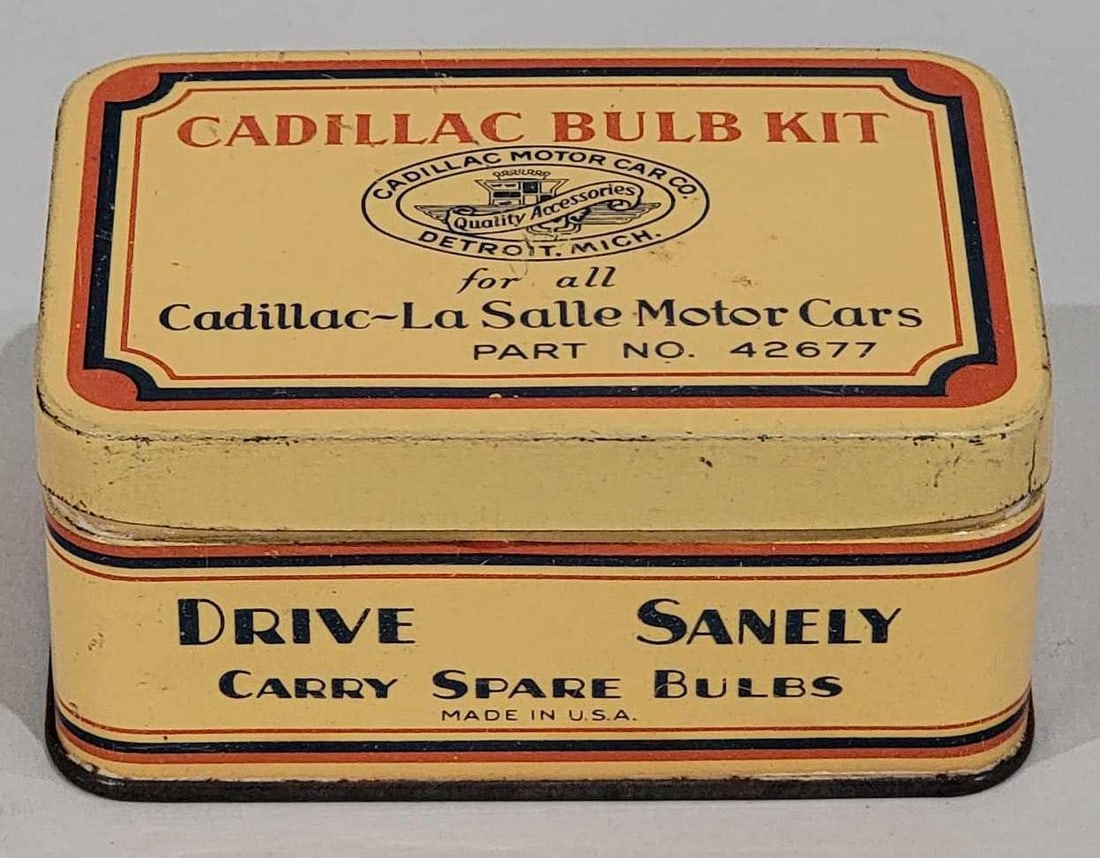 CADILLAC BULB KIT
CADILLAC MOTOR CAR CO.
Quality Accessories
DETROIT. MICH.
for all
Cadillac~La Salle Motor Cars
PART NO. 42677
DRIVE SANELY
CARRY SPARE BULBS
MADE IN U.S.A.